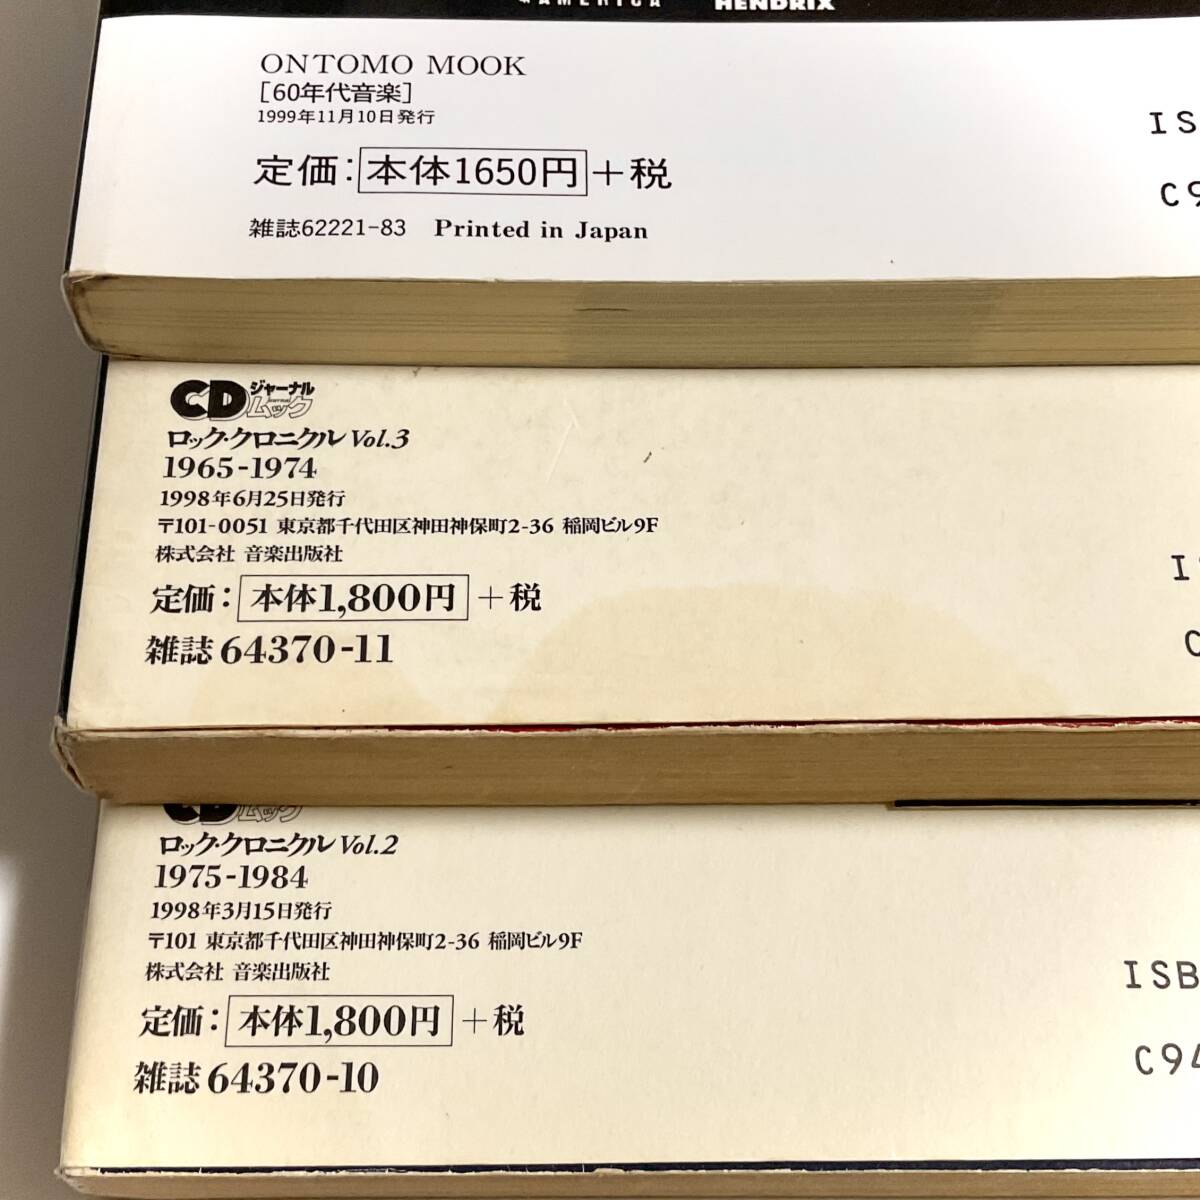 HENDRIX
ONTOMO MOOK
[60年代音楽]
1999年11月10日発行
定価:本体1650円+税
雑誌62221-83 Printed in Japan
IS
C9
CDジャーナル
ムック
ロック・クロニクル Vol.3
1965-1974
1998年6月25日発行
〒101-0051 東京都千代田区神田神保町2-36 稲岡ビル9F
株式会社 音楽出版社
定価:本体1,800円+税
雑誌 64370-11
IS
C
CDムック
ロック・クロニクル Vol.2
1975-1984
1998年3月15日発行
〒101 東京都千代田区神田神保町2-36 稲岡ビル9F
株式会社 音楽出版社
定価:本体1,800円+税
雑誌 64370-10
ISB
C94